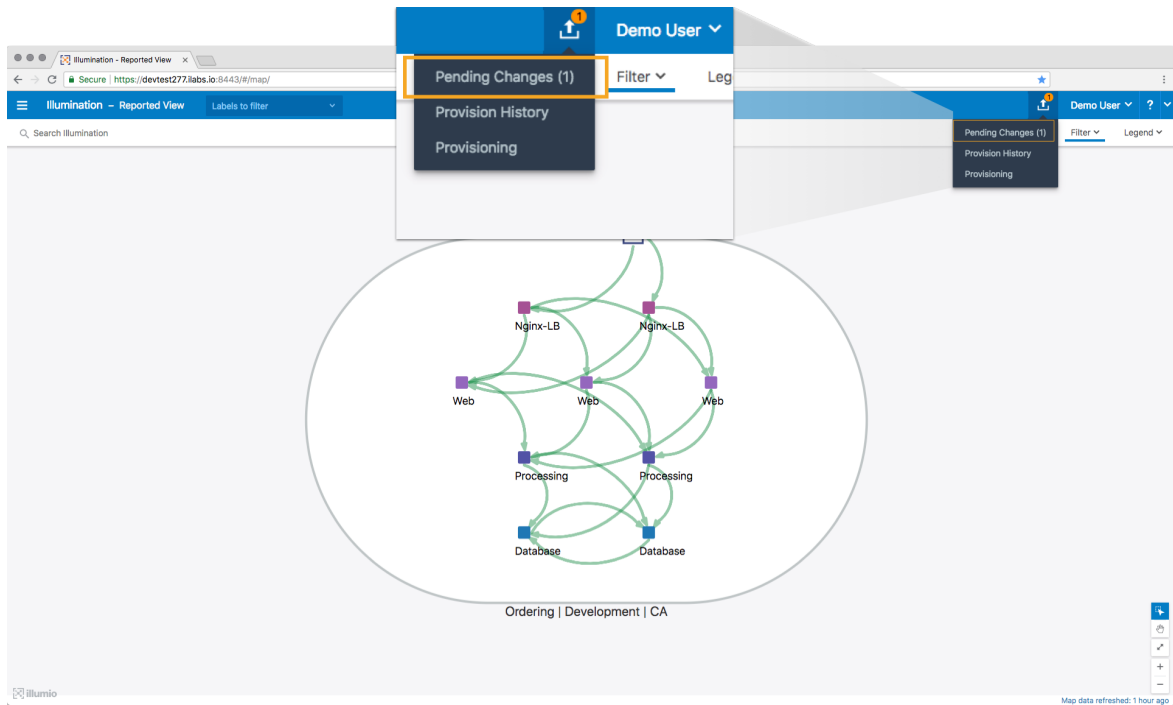 1
Demo User
Pending Changes (1)
Filter
Leg
Provision History
Provisioning
Illumination - Reported View
Secure | https://devtest277.ilabs.io:8443/#/map/
Illumination – Reported View
Labels to filter
1
Demo User
?
Search Illumination
Pending Changes (1)
Filter
Legend
Provision History
Provisioning
Nginx-LB
Nginx-LB
Web
Web
Web
Processing
Processing
Database
Database
Ordering | Development | CA
illumio
Map data refreshed: 1 hour ago